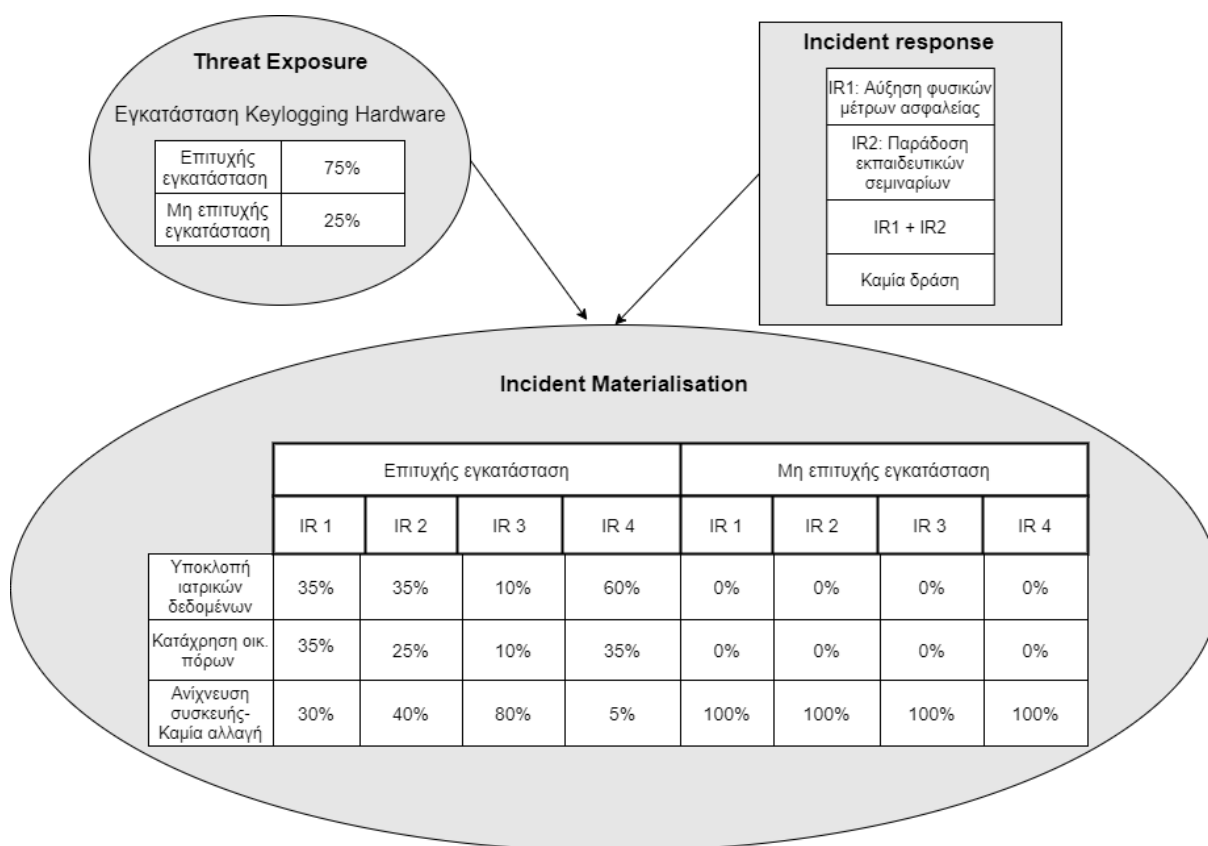 Threat Exposure
Εγκατάσταση Keylogging Hardware
Επιτυχής
εγκατάσταση
75%
Μη επιτυχής
εγκατάσταση
25%
Incident response
IR1: Αύξηση φυσικών
μέτρων ασφαλείας
IR2: Παράδοση
εκπαιδευτικών
σεμιναρίων
IR1 + IR2
Καμία δράση
Incident Materialisation
Επιτυχής εγκατάσταση Μη επιτυχής εγκατάσταση
IR 1 IR 2 IR 3 IR 4 IR 1 IR 2 IR 3 IR 4
Υποκλοπή
ιατρικών
δεδομένων
35% 35% 10% 60% 0% 0% 0% 0%
Κατάχρηση οικ.
πόρων
35% 25% 10% 35% 0% 0% 0% 0%
Ανίχνευση
συσκευής-
Καμία αλλαγή
30% 40% 80% 5% 100% 100% 100% 100%